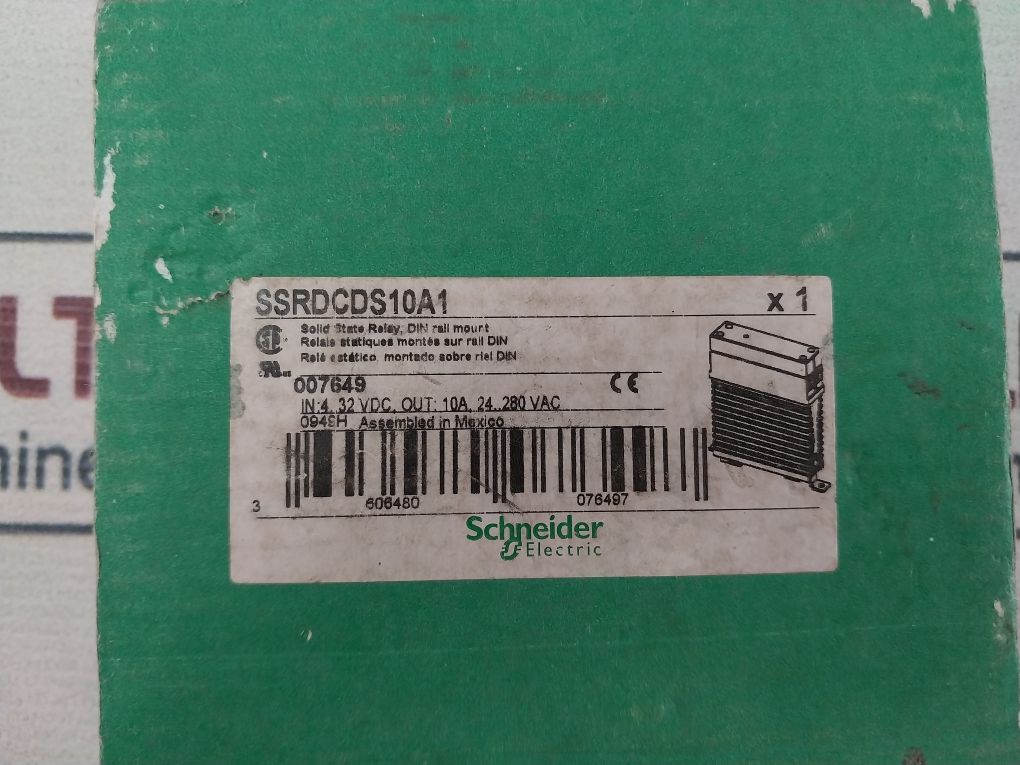 SSRDCDS10A1 x 1
Solid State Relay, DIN rail mount
Relais statiques montés sur rail DIN
Relé estático, montado sobre riel DIN
007649 CE
IN:4..32 VDC, OUT: 10A, 24..280 VAC
Assembled in Mexico
3 606480 076497
Schneider
Electric